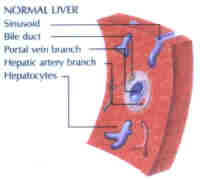 NORMAL LIVER
Sinusoid
Bile duct
Portal vein branch
Hepatic artery branch
Hepatocytes